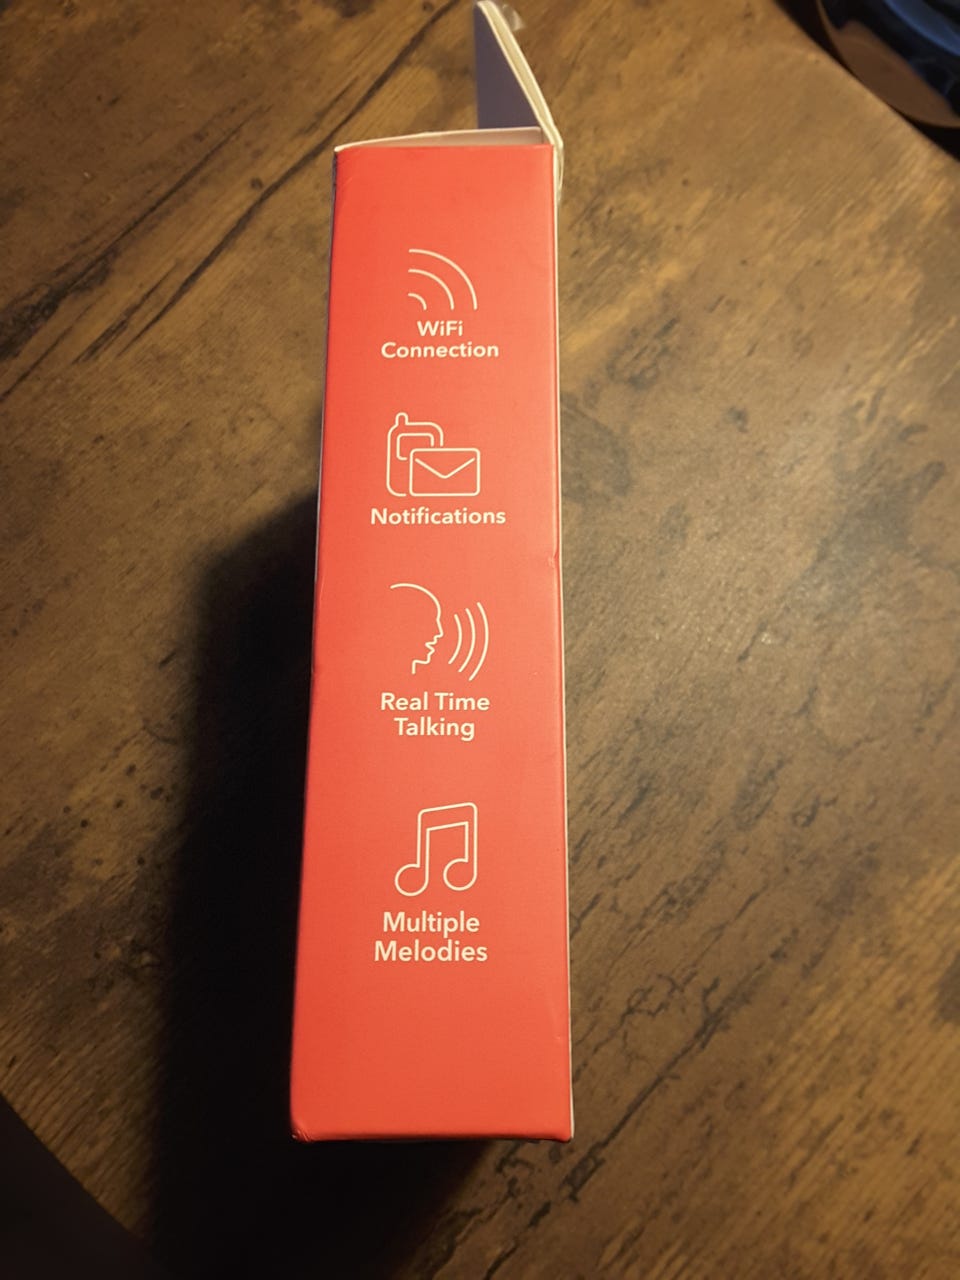 WiFi
Connection
Notifications
Real Time
Talking
Multiple
Melodies